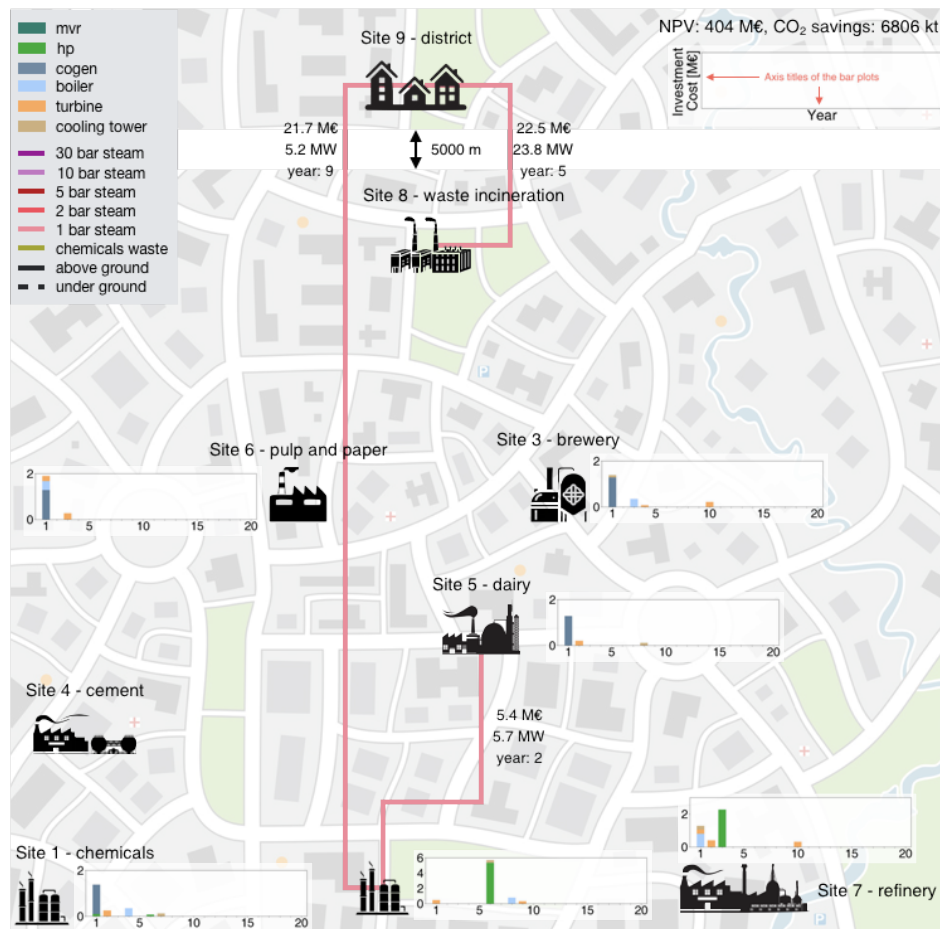 mvr
hp
cogen
boiler
turbine
cooling tower
30 bar steam
10 bar steam
5 bar steam
2 bar steam
1 bar steam
chemicals waste
above ground
under ground
NPV: 404 M€, CO₂ savings: 6806 kt
Investment
Cost [M€]
Axis titles of the bar plots
Year
Site 9 - district
21.7 M€
5.2 MW
year: 9
5000 m
22.5 M€
23.8 MW
year: 5
Site 8 - waste incineration
P
Site 6 - pulp and paper
2
0
1 5 10 15 20
Site 3 - brewery
2
0
1 5 10 15 20
Site 5 - dairy
2
0
1 5 10 15 20
Site 4 - cement
5.4 M€
5.7 MW
year: 2
Site 1 - chemicals
2
0
1 5 10 15 20
6
4
2
0
1 5 10 15 20
2
0
1 5 10 15 20
Site 7 - refinery
P